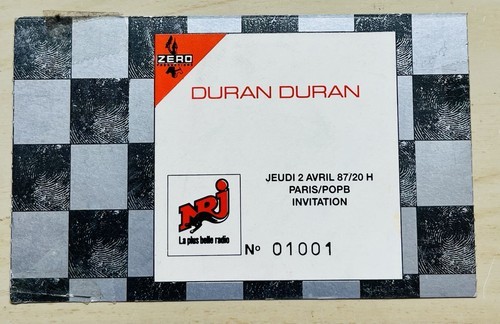 ZERO
DURAN DURAN
JEUDI 2 AVRIL 87/20 H
PARIS/POPB
INVITATION
NRJ
La plus belle radio
Nº 01001